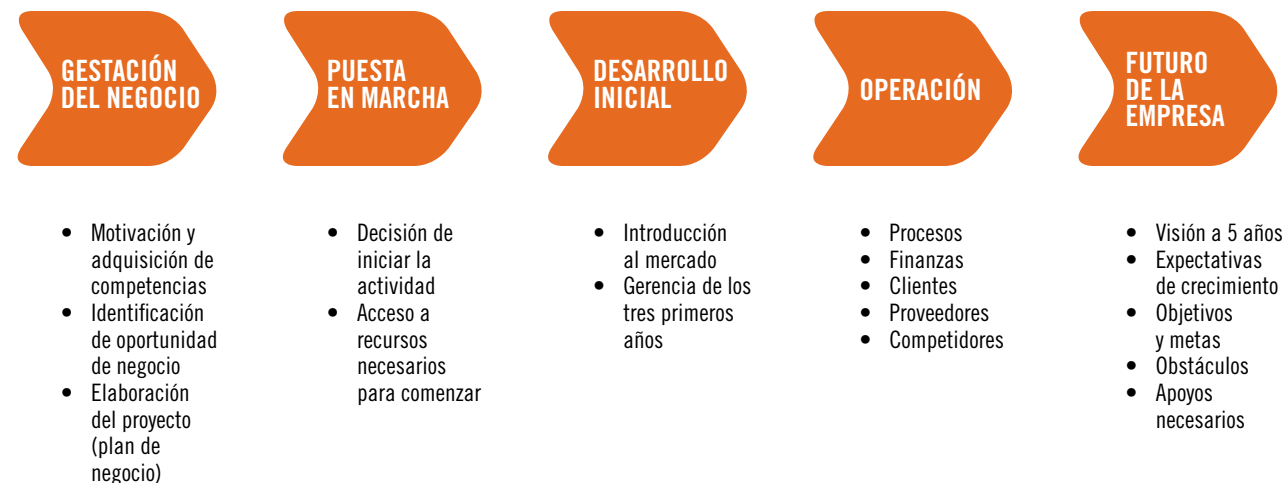 GESTACIÓN
DEL NEGOCIO
PUESTA
EN MARCHA
DESARROLLO
INICIAL
OPERACIÓN
FUTURO
DE LA
EMPRESA
• Motivación y
adquisición de
competencias
• Identificación
de oportunidad
de negocio
• Elaboración
del proyecto
(plan de
negocio)
• Decisión de
iniciar la
actividad
• Acceso a
recursos
necesarios
para comenzar
• Introducción
al mercado
• Gerencia de los
tres primeros
años
• Procesos
• Finanzas
• Clientes
• Proveedores
• Competidores
• Visión a 5 años
• Expectativas
de crecimiento
• Objetivos
y metas
• Obstáculos
• Apoyos
necesarios